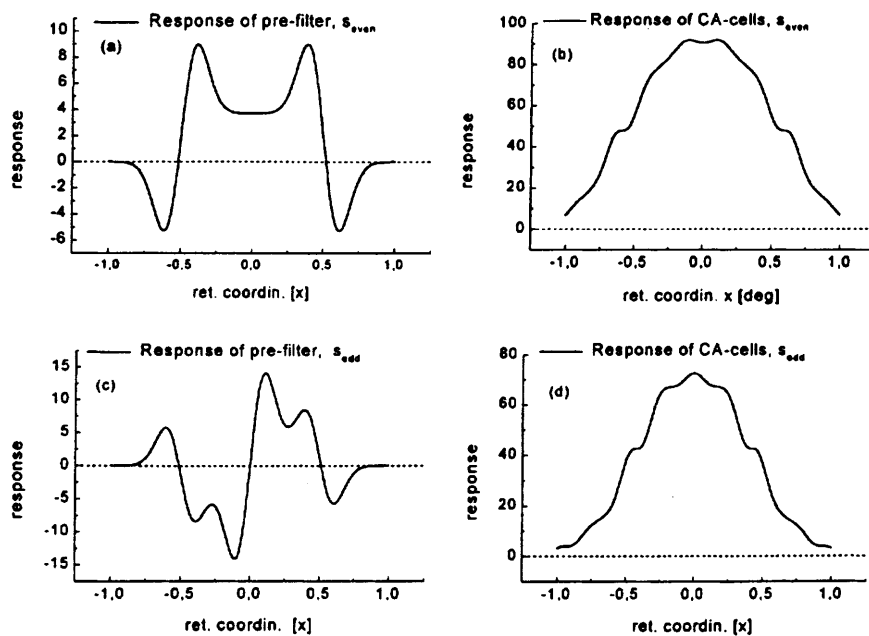 Response of pre-filter, s_even
(a)
response
10
8
6
4
2
0
-2
-4
-6
-1,0 -0,5 0,0 0,5 1,0
ret. coordin. [x]
Response of CA-cells, s_even
(b)
response
100
80
60
40
20
0
-1,0 -0,5 0,0 0,5 1,0
ret. coordin. x [deg]
Response of pre-filter, s_odd
(c)
response
15
10
5
0
-5
-10
-15
-1,0 -0,5 0,0 0,5 1,0
ret. coordin. [x]
Response of CA-cells, s_odd
(d)
response
80
60
40
20
0
-1,0 -0,5 0,0 0,5 1,0
ret. coordin. [x]